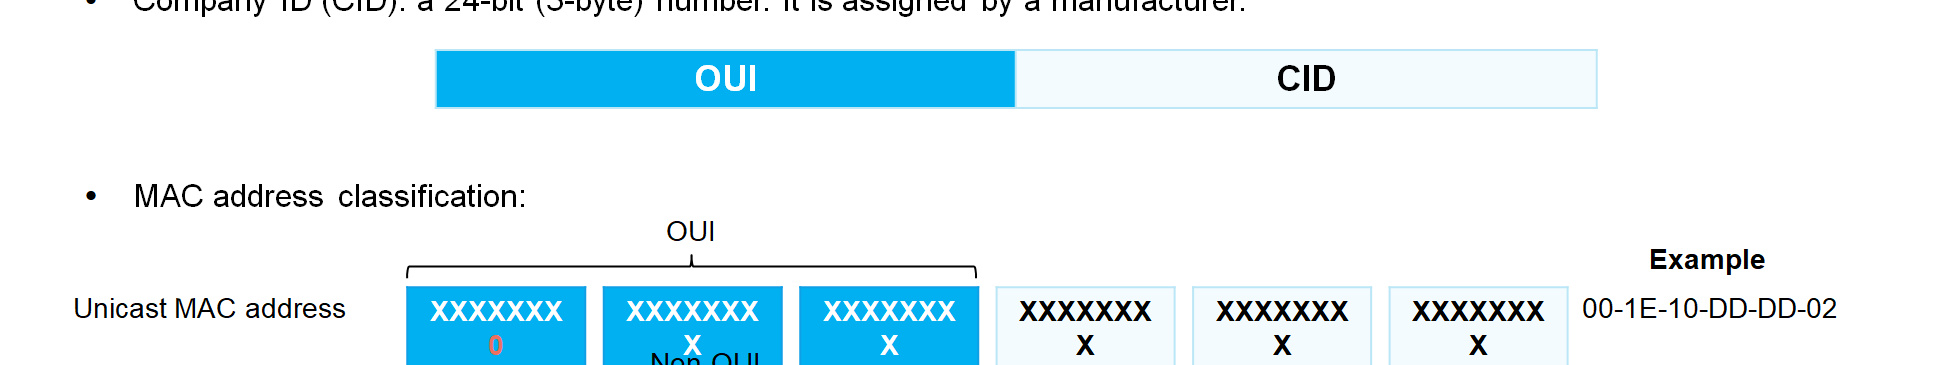 • Company ID (CID): a 24-bit (3-byte) number. It is assigned by a manufacturer.
OUI CID
• MAC address classification:
OUI
Example
Unicast MAC address XXXXXXX XXXXXXX XXXXXXX XXXXXXX XXXXXXX XXXXXXX 00-1E-10-DD-DD-02
0 X X X X X
Non-OUI